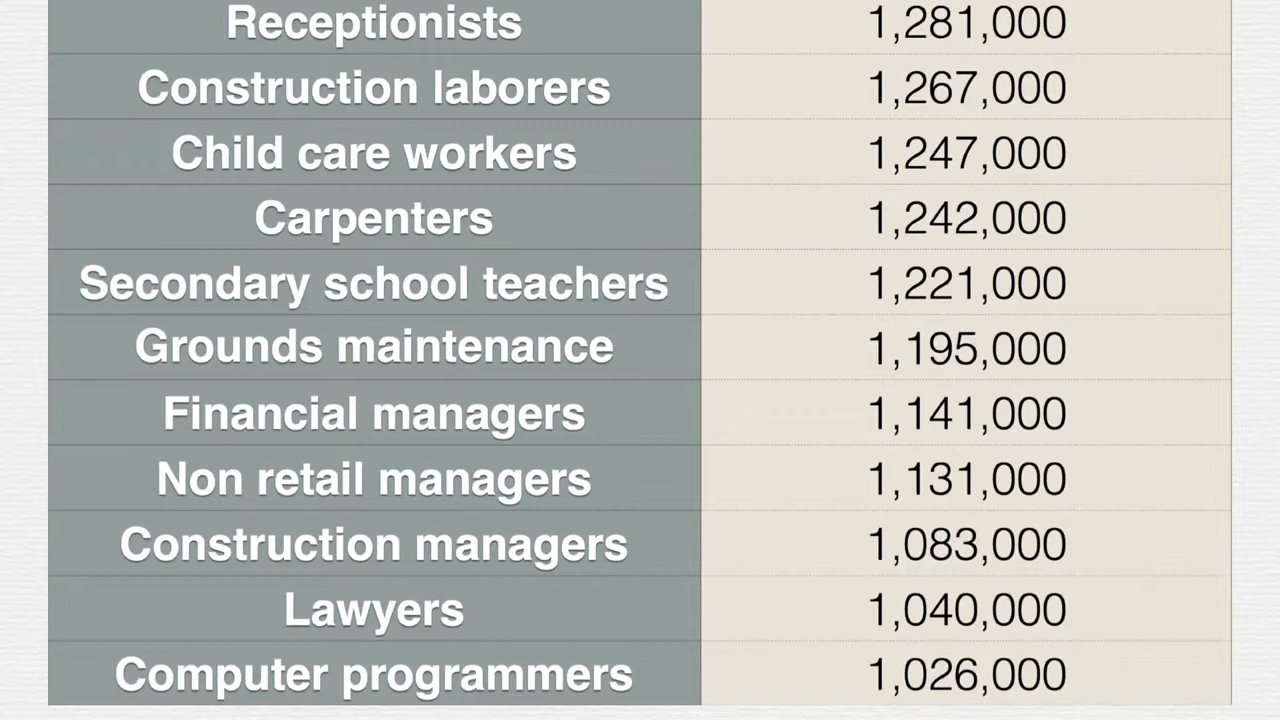 Receptionists 1,281,000
Construction laborers 1,267,000
Child care workers 1,247,000
Carpenters 1,242,000
Secondary school teachers 1,221,000
Grounds maintenance 1,195,000
Financial managers 1,141,000
Non retail managers 1,131,000
Construction managers 1,083,000
Lawyers 1,040,000
Computer programmers 1,026,000